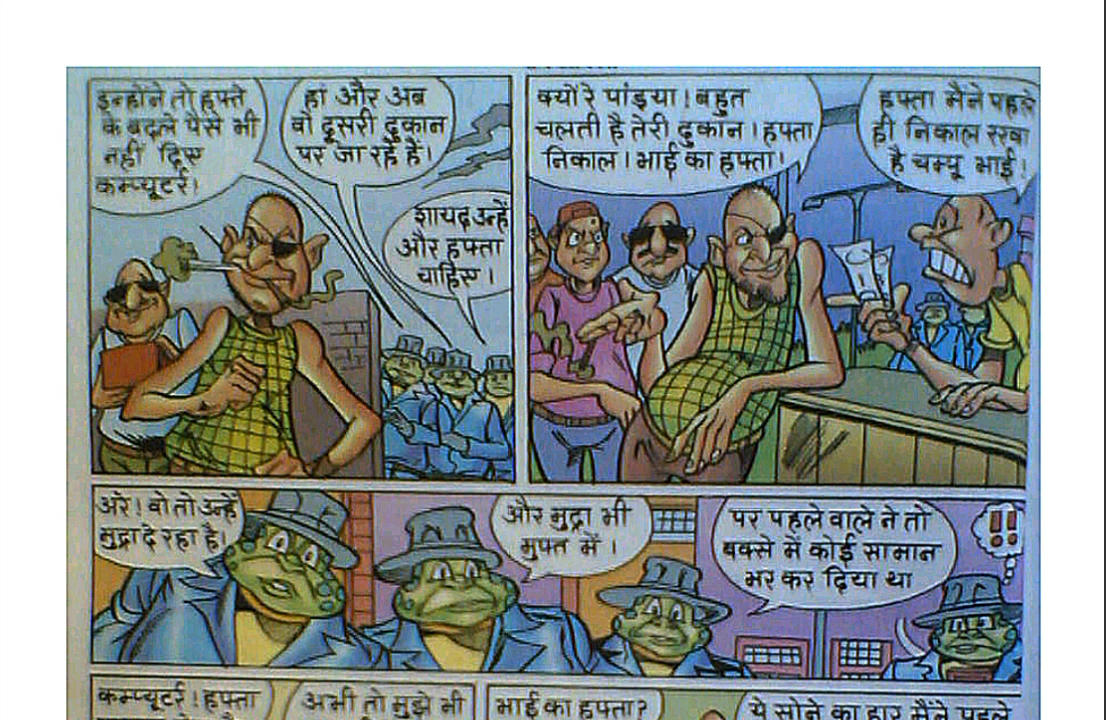 इन्होंने तो हफ्ते
के बदले पैसे भी
नहीं दिए
कम्प्यूटर्र।
हां और अब
वो दूसरी दुकान
पर जा रहे हैं।
शायद उन्हें
और हफ्ता
चाहिए।
क्यों रे पांड्या। बहुत
चलती है तेरी दुकान। हफ्ता
निकाल। भाई का हफ्ता।
हफ्ता मैंने पहले
ही निकाल रखा
है चम्पू भाई।
अरे! वो तो उन्हें
मुद्रा दे रहा है।
और मुद्रा भी
मुफ्त में।
पर पहले वाले ने तो
बक्से में कोई सामान
भर कर दिया था
!!
कम्प्यूटर्र! हफ्ता
अभी तो मुझे भी
भाई का हफ्ता?
ये सोने का हार मैंने पहले